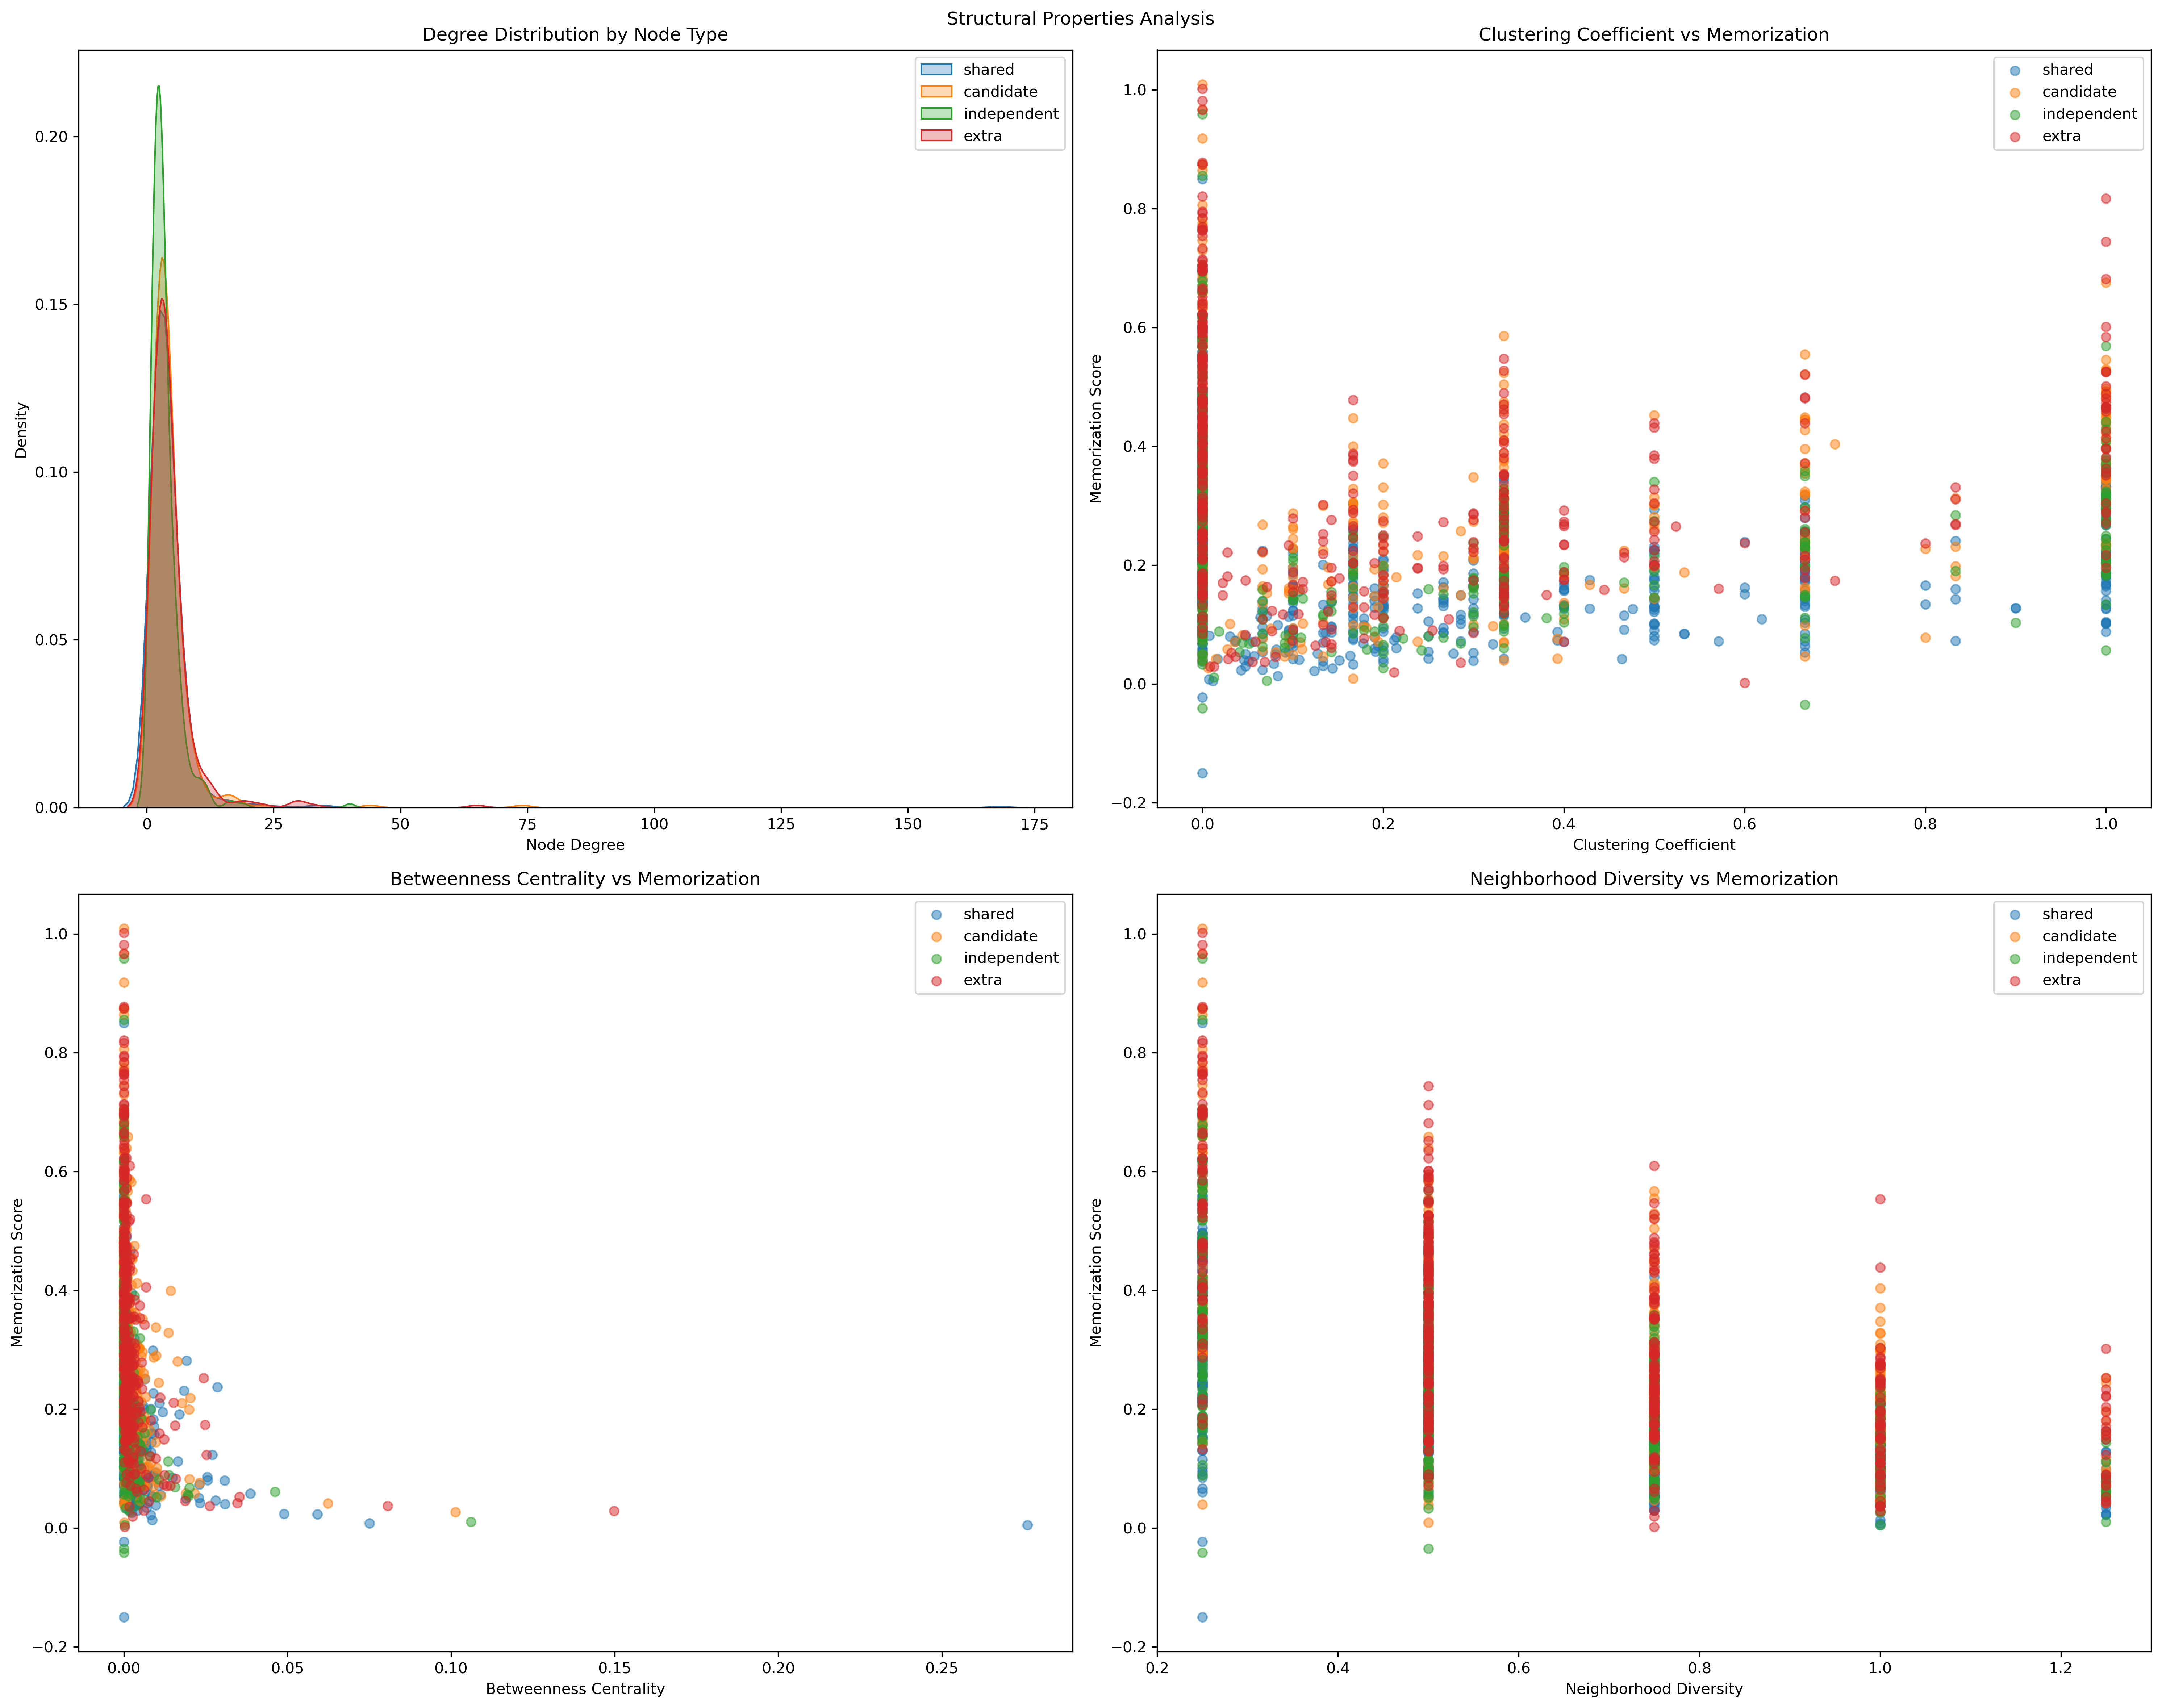 Structural Properties Analysis
Degree Distribution by Node Type
shared
candidate
independent
extra
0.20
0.15
0.10
0.05
0.00
Density
0
25
50
75
100
125
150
175
Node Degree
Clustering Coefficient vs Memorization
shared
candidate
independent
extra
1.0
0.8
0.6
0.4
0.2
0.0
−0.2
Memorization Score
0.0
0.2
0.4
0.6
0.8
1.0
Clustering Coefficient
Betweenness Centrality vs Memorization
shared
candidate
independent
extra
1.0
0.8
0.6
0.4
0.2
0.0
−0.2
Memorization Score
0.00
0.05
0.10
0.15
0.20
0.25
Betweenness Centrality
Neighborhood Diversity vs Memorization
shared
candidate
independent
extra
1.0
0.8
0.6
0.4
0.2
0.0
−0.2
Memorization Score
0.2
0.4
0.6
0.8
1.0
1.2
Neighborhood Diversity